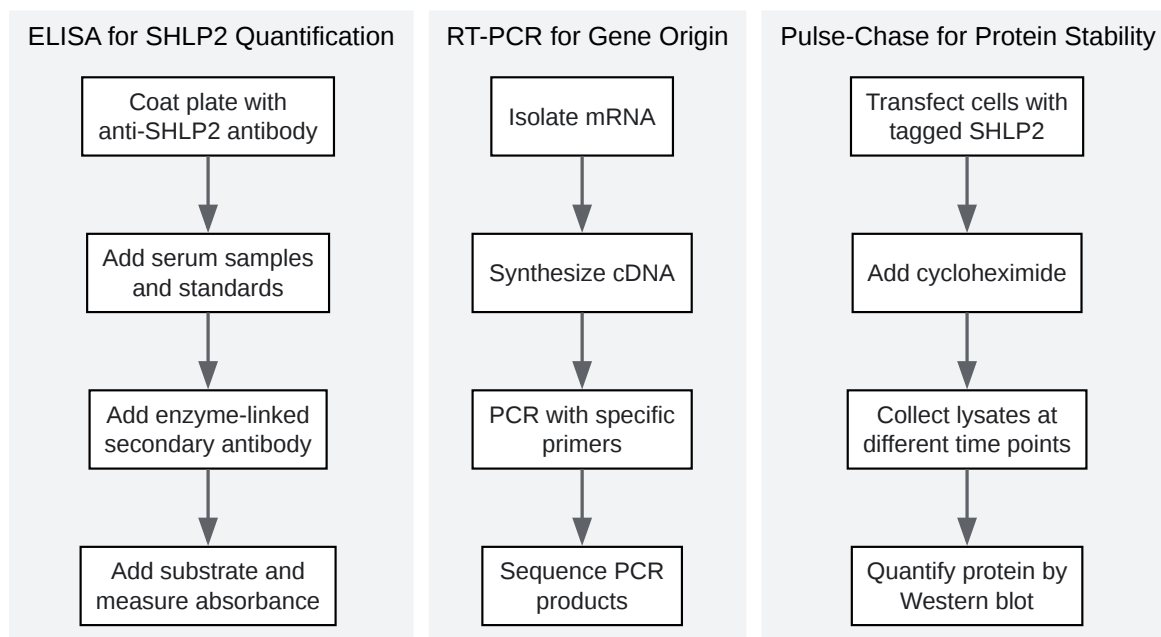 ELISA for SHLP2 Quantification
Coat plate with
anti-SHLP2 antibody
Add serum samples
and standards
Add enzyme-linked
secondary antibody
Add substrate and
measure absorbance
RT-PCR for Gene Origin
Isolate mRNA
Synthesize cDNA
PCR with specific
primers
Sequence PCR
products
Pulse-Chase for Protein Stability
Transfect cells with
tagged SHLP2
Add cycloheximide
Collect lysates at
different time points
Quantify protein by
Western blot